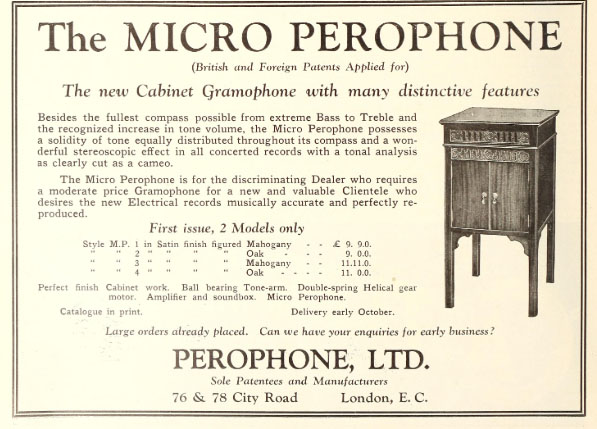 The MICRO PEROPHONE
(British and Foreign Patents Applied for)
The new Cabinet Gramophone with many distinctive features
Besides the fullest compass possible from extreme Bass to Treble and
the recognized increase in tone volume, the Micro Perophone possesses
a solidity of tone equally distributed throughout its compass and a won-
derful stereoscopic effect in all concerted records with a tonal analysis
as clearly cut as a cameo.
The Micro Perophone is for the discriminating Dealer who requires
a moderate price Gramophone for a new and valuable Clientele who
desires the new Electrical records musically accurate and perfectly re-
produced.
First issue, 2 Models only
Style M.P. 1 in Satin finish figured Mahogany - - £ 9. 9.0.
" " 2 " " " " Oak - - - 9. 0.0.
" " 3 " " " " Mahogany - - 11.11.0.
" " 4 " " " " Oak - - - - 11. 0.0.
Perfect finish Cabinet work. Ball bearing Tone-arm. Double-spring Helical gear
motor. Amplifier and soundbox. Micro Perophone.
Catalogue in print. Delivery early October.
Large orders already placed. Can we have your enquiries for early business?
PEROPHONE, LTD.
Sole Patentees and Manufacturers
76 & 78 City Road London, E. C.